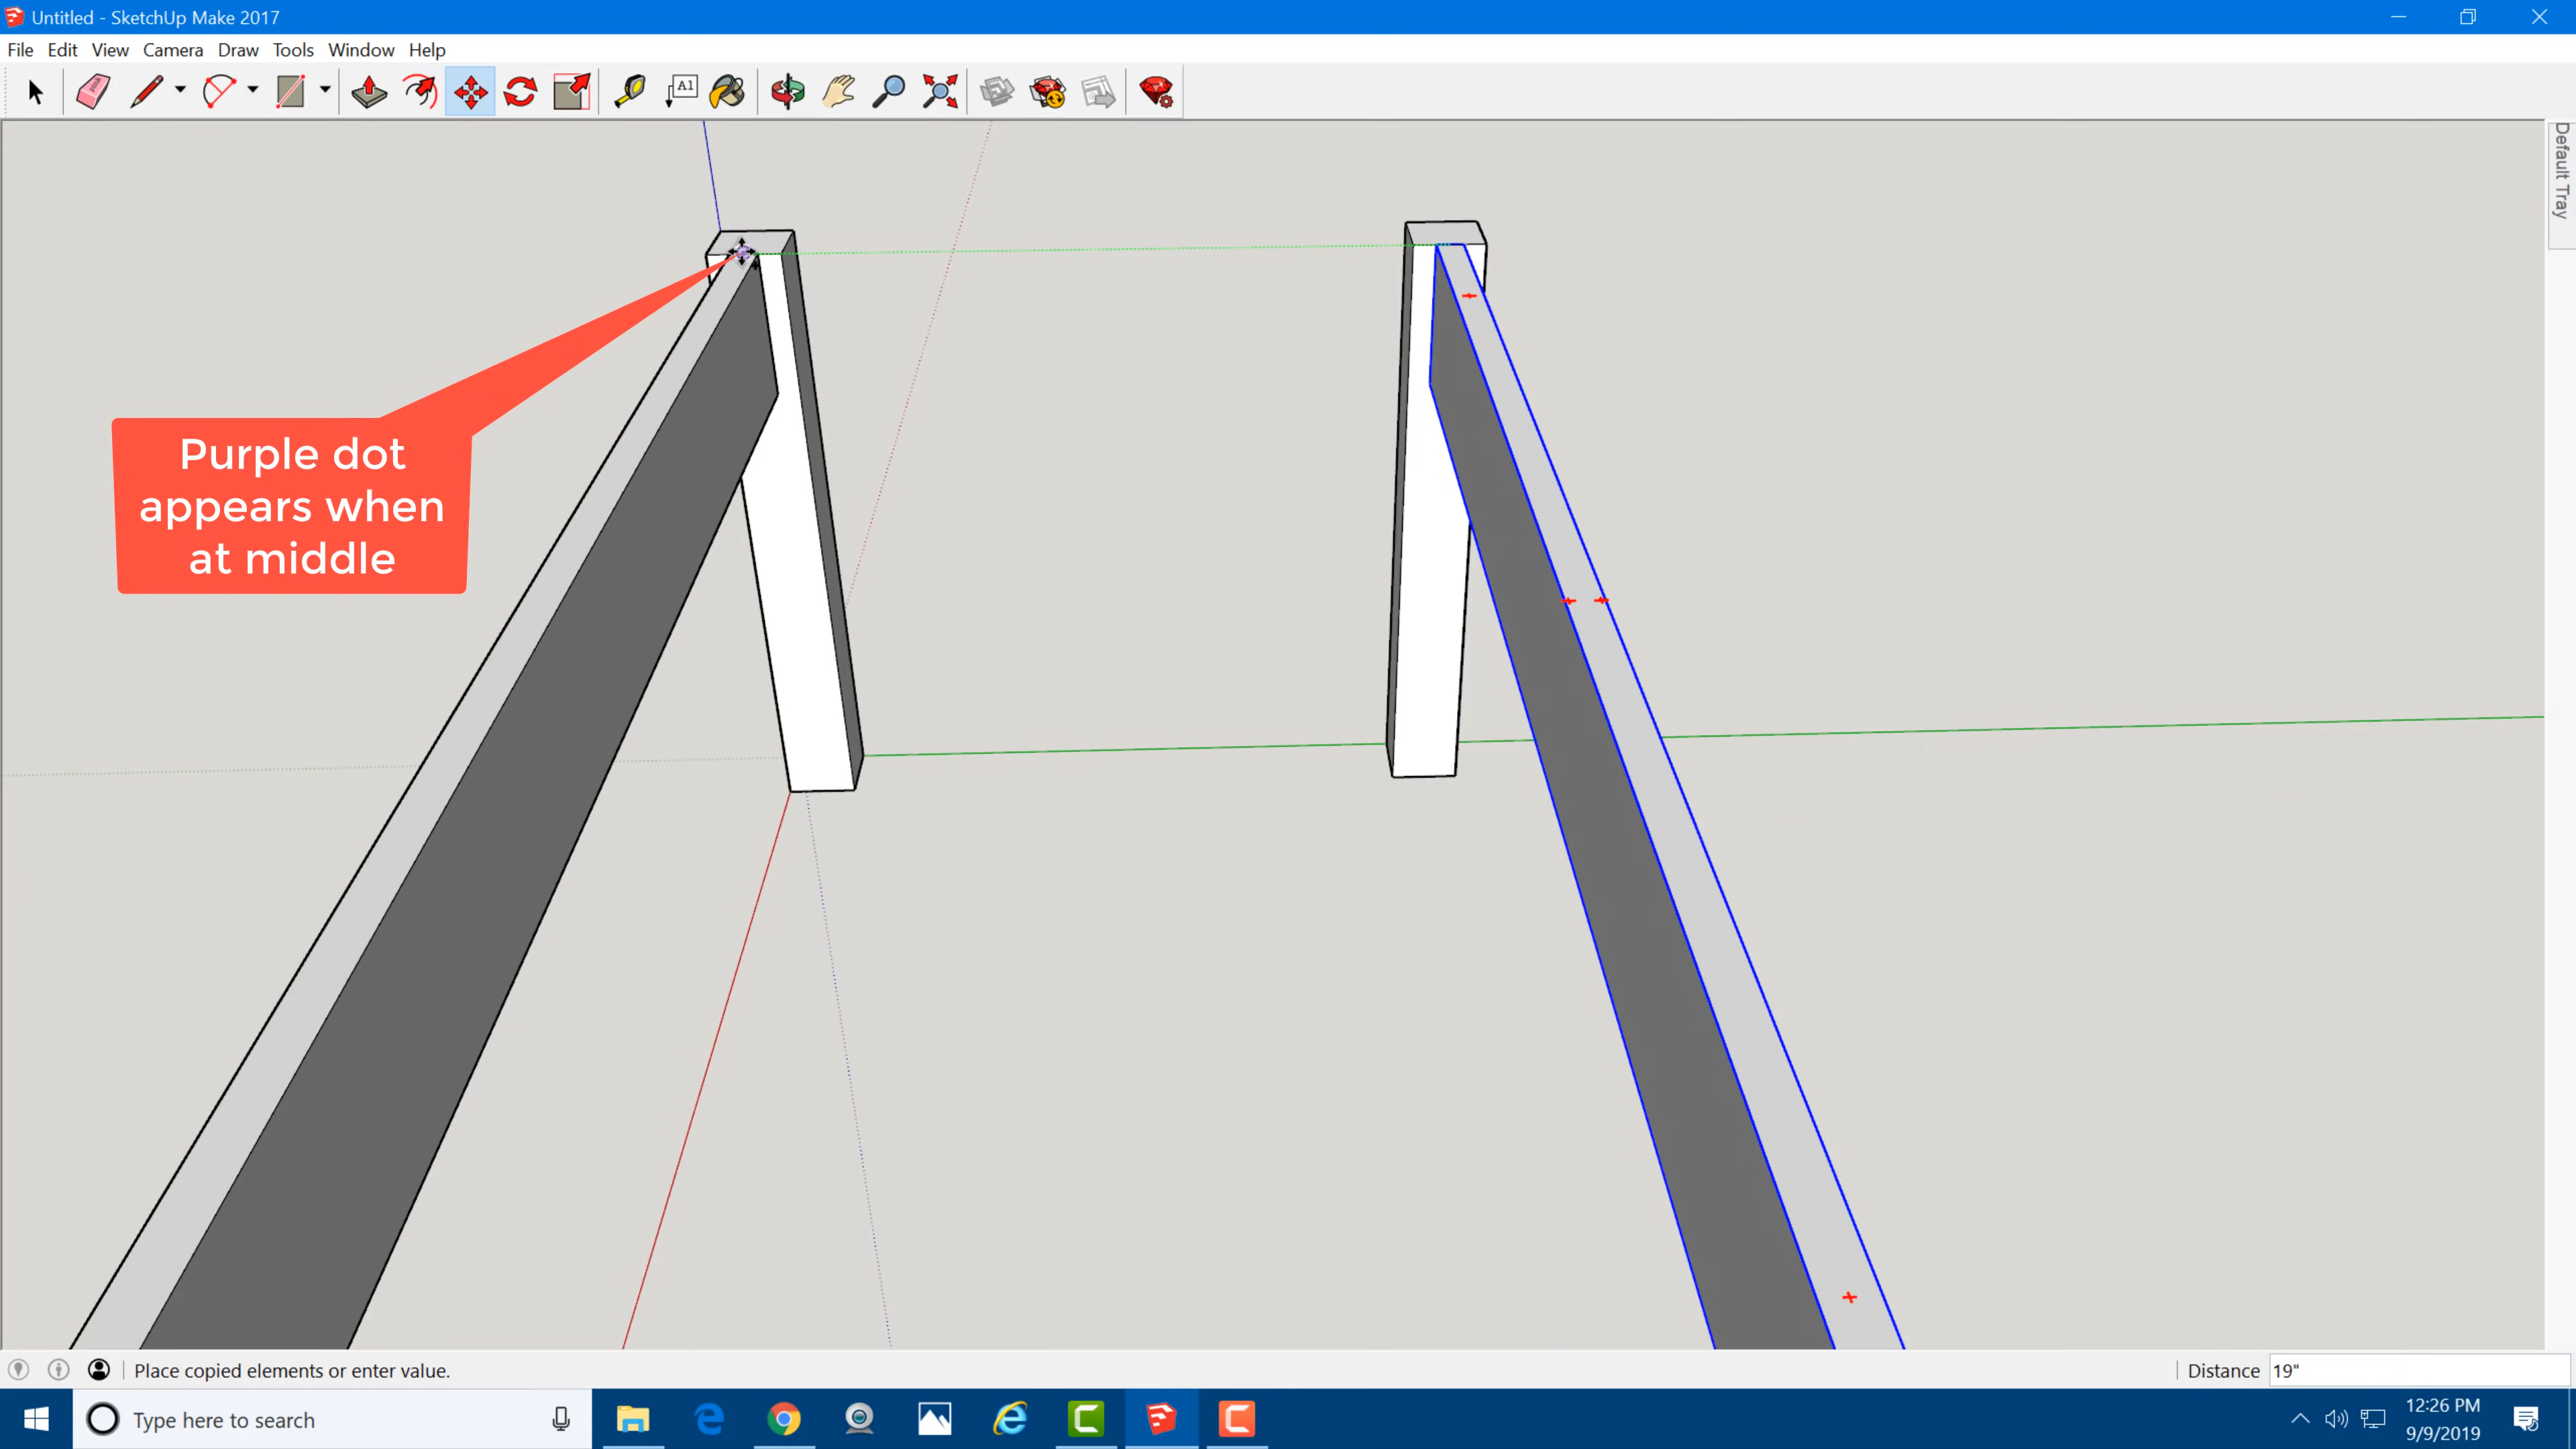 Untitled - SketchUp Make 2017
File Edit View Camera Draw Tools Window Help
A1
Default Tray
Purple dot
appears when
at middle
Place copied elements or enter value.
Distance 19"
Type here to search
12:26 PM
9/9/2019